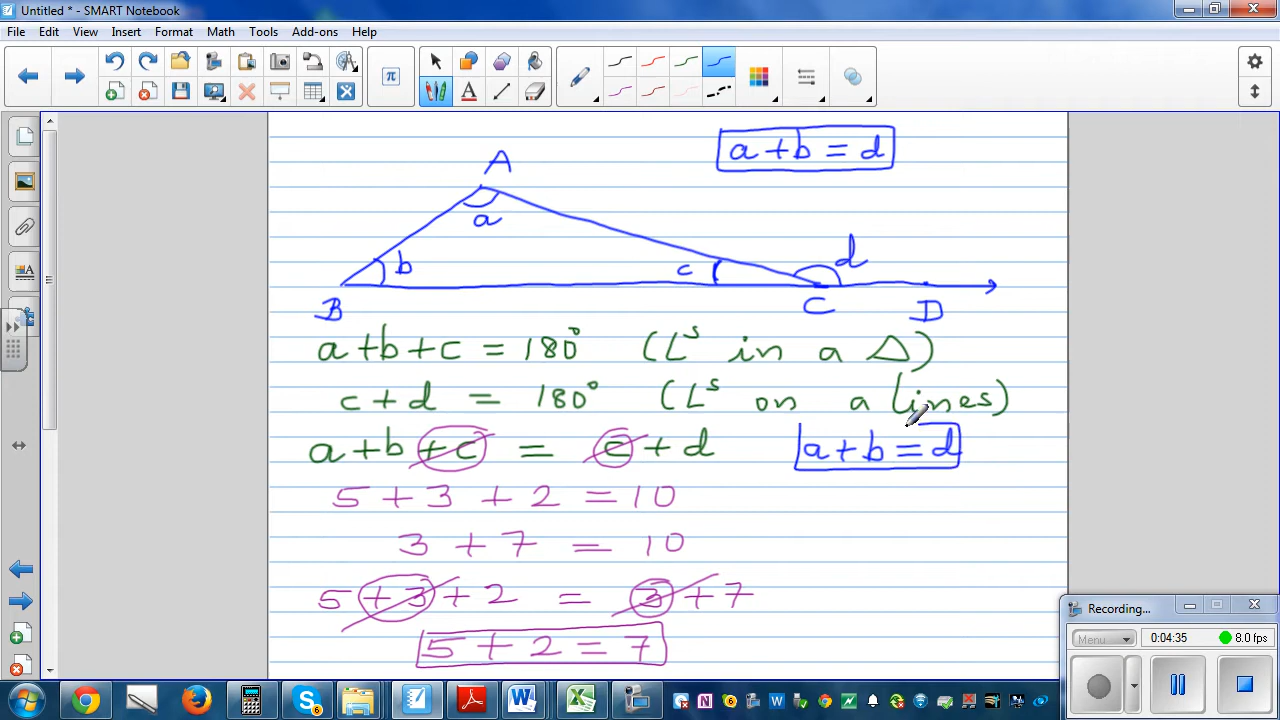 Untitled * - SMART Notebook
File Edit View Insert Format Math Tools Add-ons Help
π
A
a + b = d
A
a
b
c
d
B
C
D
a + b + c = 180° (Lˢ in a △)
c + d = 180° (Lˢ on a lines)
a + b + c = c + d
a + b = d
5 + 3 + 2 = 10
3 + 7 = 10
5 + 3 + 2 = 3 + 7
5 + 2 = 7
Recording...
Menu
0:04:35
8.0 fps